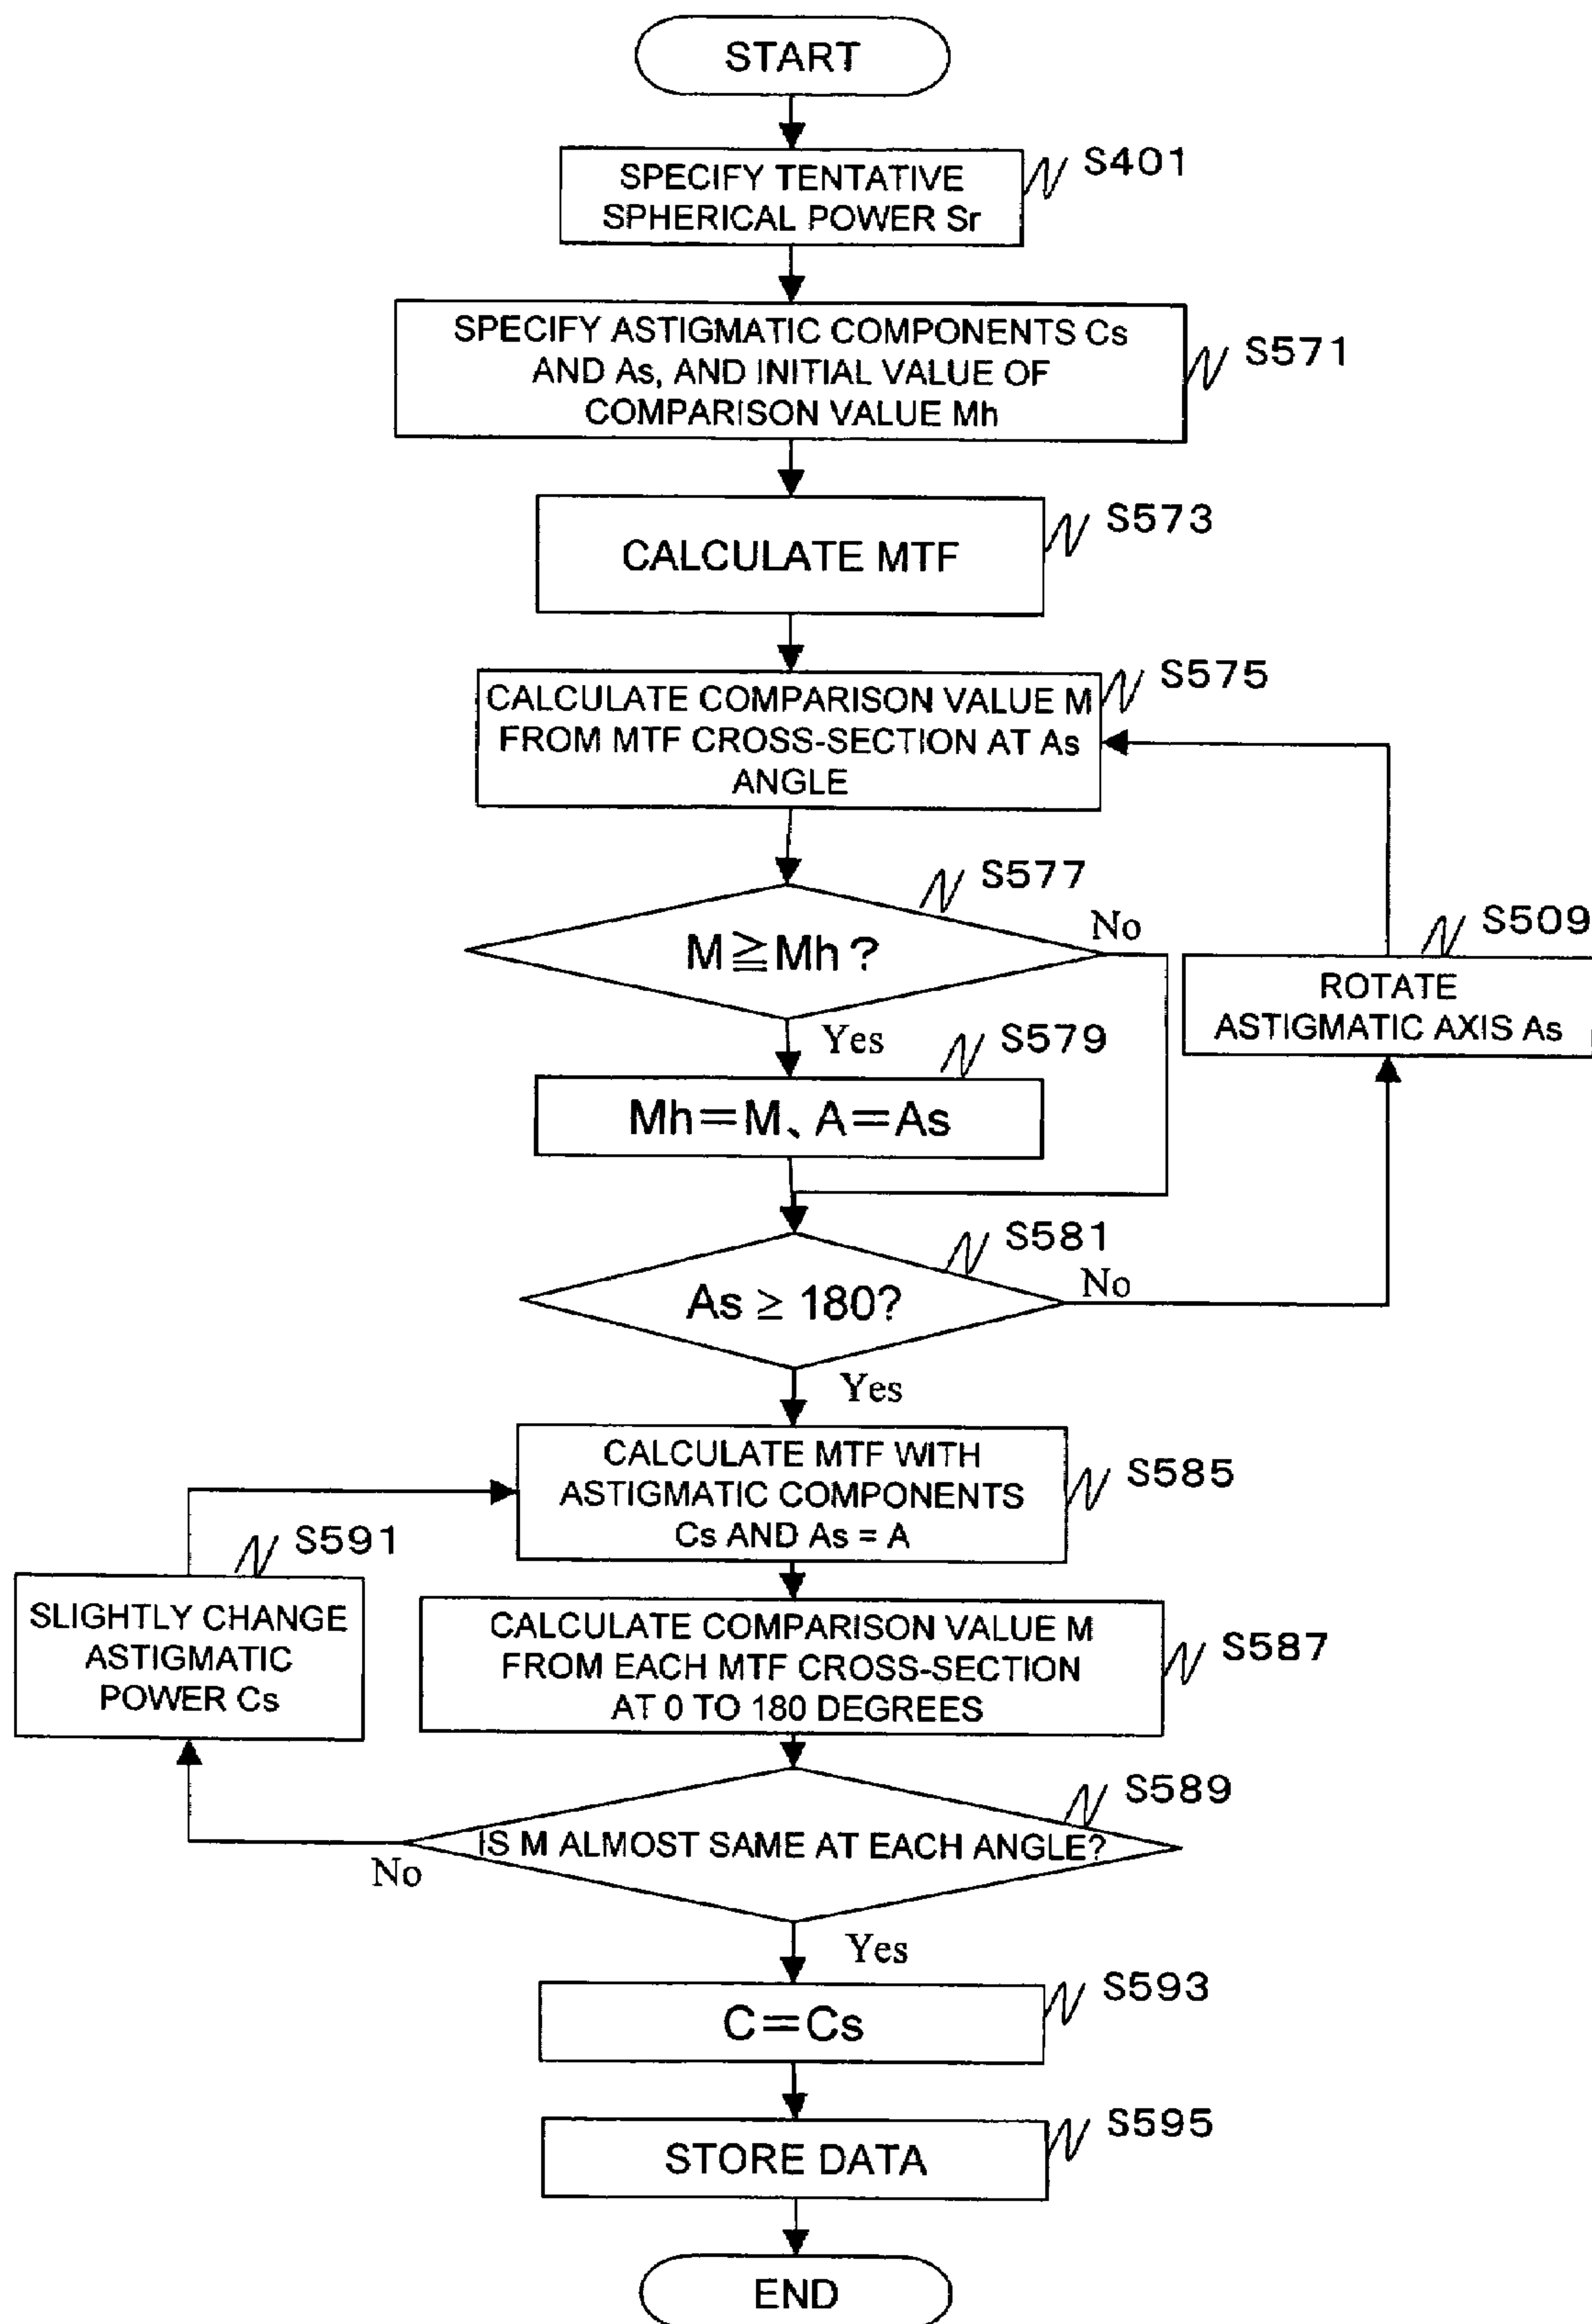 START
SPECIFY TENTATIVE
SPHERICAL POWER Sr
S401
SPECIFY ASTIGMATIC COMPONENTS Cs
AND As, AND INITIAL VALUE OF
COMPARISON VALUE Mh
S571
CALCULATE MTF
S573
CALCULATE COMPARISON VALUE M
FROM MTF CROSS-SECTION AT As
ANGLE
S575
M≧Mh?
S577
No
Yes
ROTATE
ASTIGMATIC AXIS As
S509
Mh=M、A=As
S579
As ≥ 180?
S581
No
Yes
CALCULATE MTF WITH
ASTIGMATIC COMPONENTS
Cs AND As = A
S585
SLIGHTLY CHANGE
ASTIGMATIC
POWER Cs
S591
CALCULATE COMPARISON VALUE M
FROM EACH MTF CROSS-SECTION
AT 0 TO 180 DEGREES
S587
IS M ALMOST SAME AT EACH ANGLE?
S589
No
Yes
C=Cs
S593
STORE DATA
S595
END